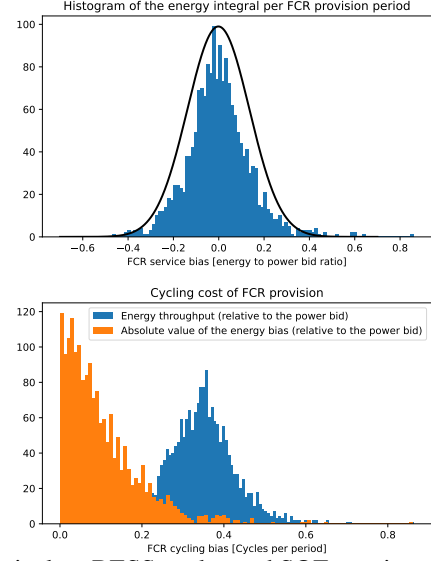 Histogram of the energy integral per FCR provision period
100
80
60
40
20
0
−0.6 −0.4 −0.2 0.0 0.2 0.4 0.6 0.8
FCR service bias [energy to power bid ratio]
Cycling cost of FCR provision
120
100
80
60
40
20
0
Energy throughput (relative to the power bid)
Absolute value of the energy bias (relative to the power bid)
0.0 0.2 0.4 0.6 0.8
FCR cycling bias [Cycles per period]